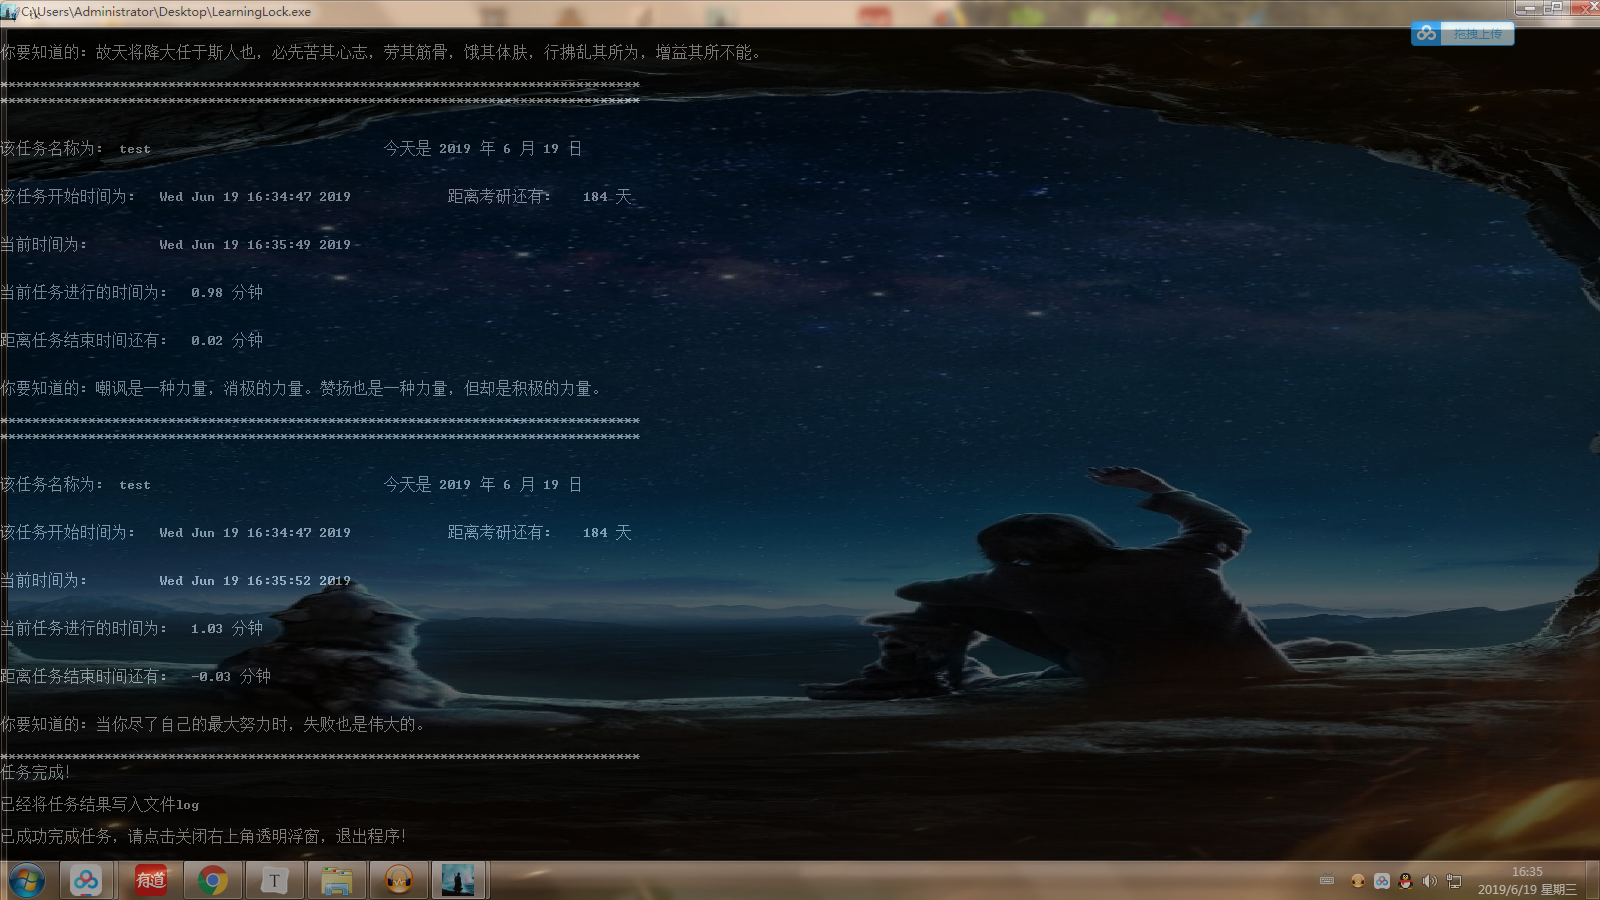 C:\Users\Administrator\Desktop\LearningLock.exe
拖拽上传
你要知道的：故天将降大任于斯人也，必先苦其心志，劳其筋骨，饿其体肤，行拂乱其所为，增益其所不能。
********************************************************************************
********************************************************************************
该任务名称为： test 今天是 2019 年 6 月 19 日
该任务开始时间为： Wed Jun 19 16:34:47 2019 距离考研还有： 184 天
当前时间为： Wed Jun 19 16:35:49 2019
当前任务进行的时间为： 0.98 分钟
距离任务结束时间还有： 0.02 分钟
你要知道的：嘲讽是一种力量，消极的力量。赞扬也是一种力量，但却是积极的力量。
********************************************************************************
********************************************************************************
该任务名称为： test 今天是 2019 年 6 月 19 日
该任务开始时间为： Wed Jun 19 16:34:47 2019 距离考研还有： 184 天
当前时间为： Wed Jun 19 16:35:52 2019
当前任务进行的时间为： 1.03 分钟
距离任务结束时间还有： -0.03 分钟
你要知道的：当你尽了自己的最大努力时，失败也是伟大的。
********************************************************************************
任务完成！
已经将任务结果写入文件log
已成功完成任务，请点击关闭右上角透明浮窗，退出程序！
有道
T
16:35
2019/6/19 星期三